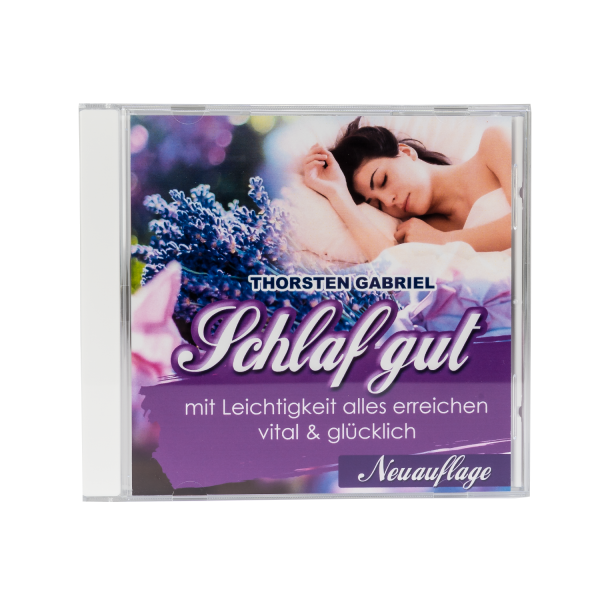 THORSTEN GABRIEL
Schlaf gut
mit Leichtigkeit alles erreichen
vital & glücklich
Neuauflage